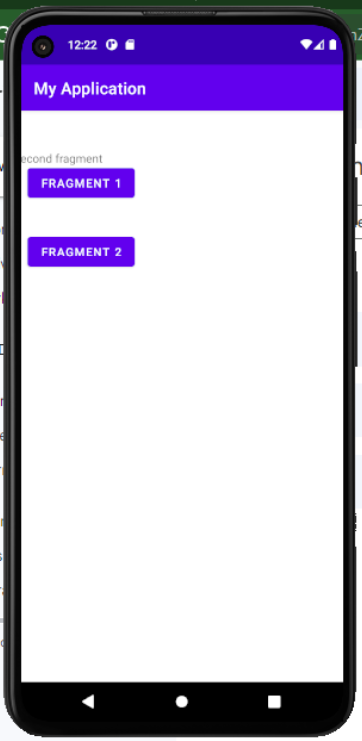 12:22
My Application
econd fragment
FRAGMENT 1
FRAGMENT 2